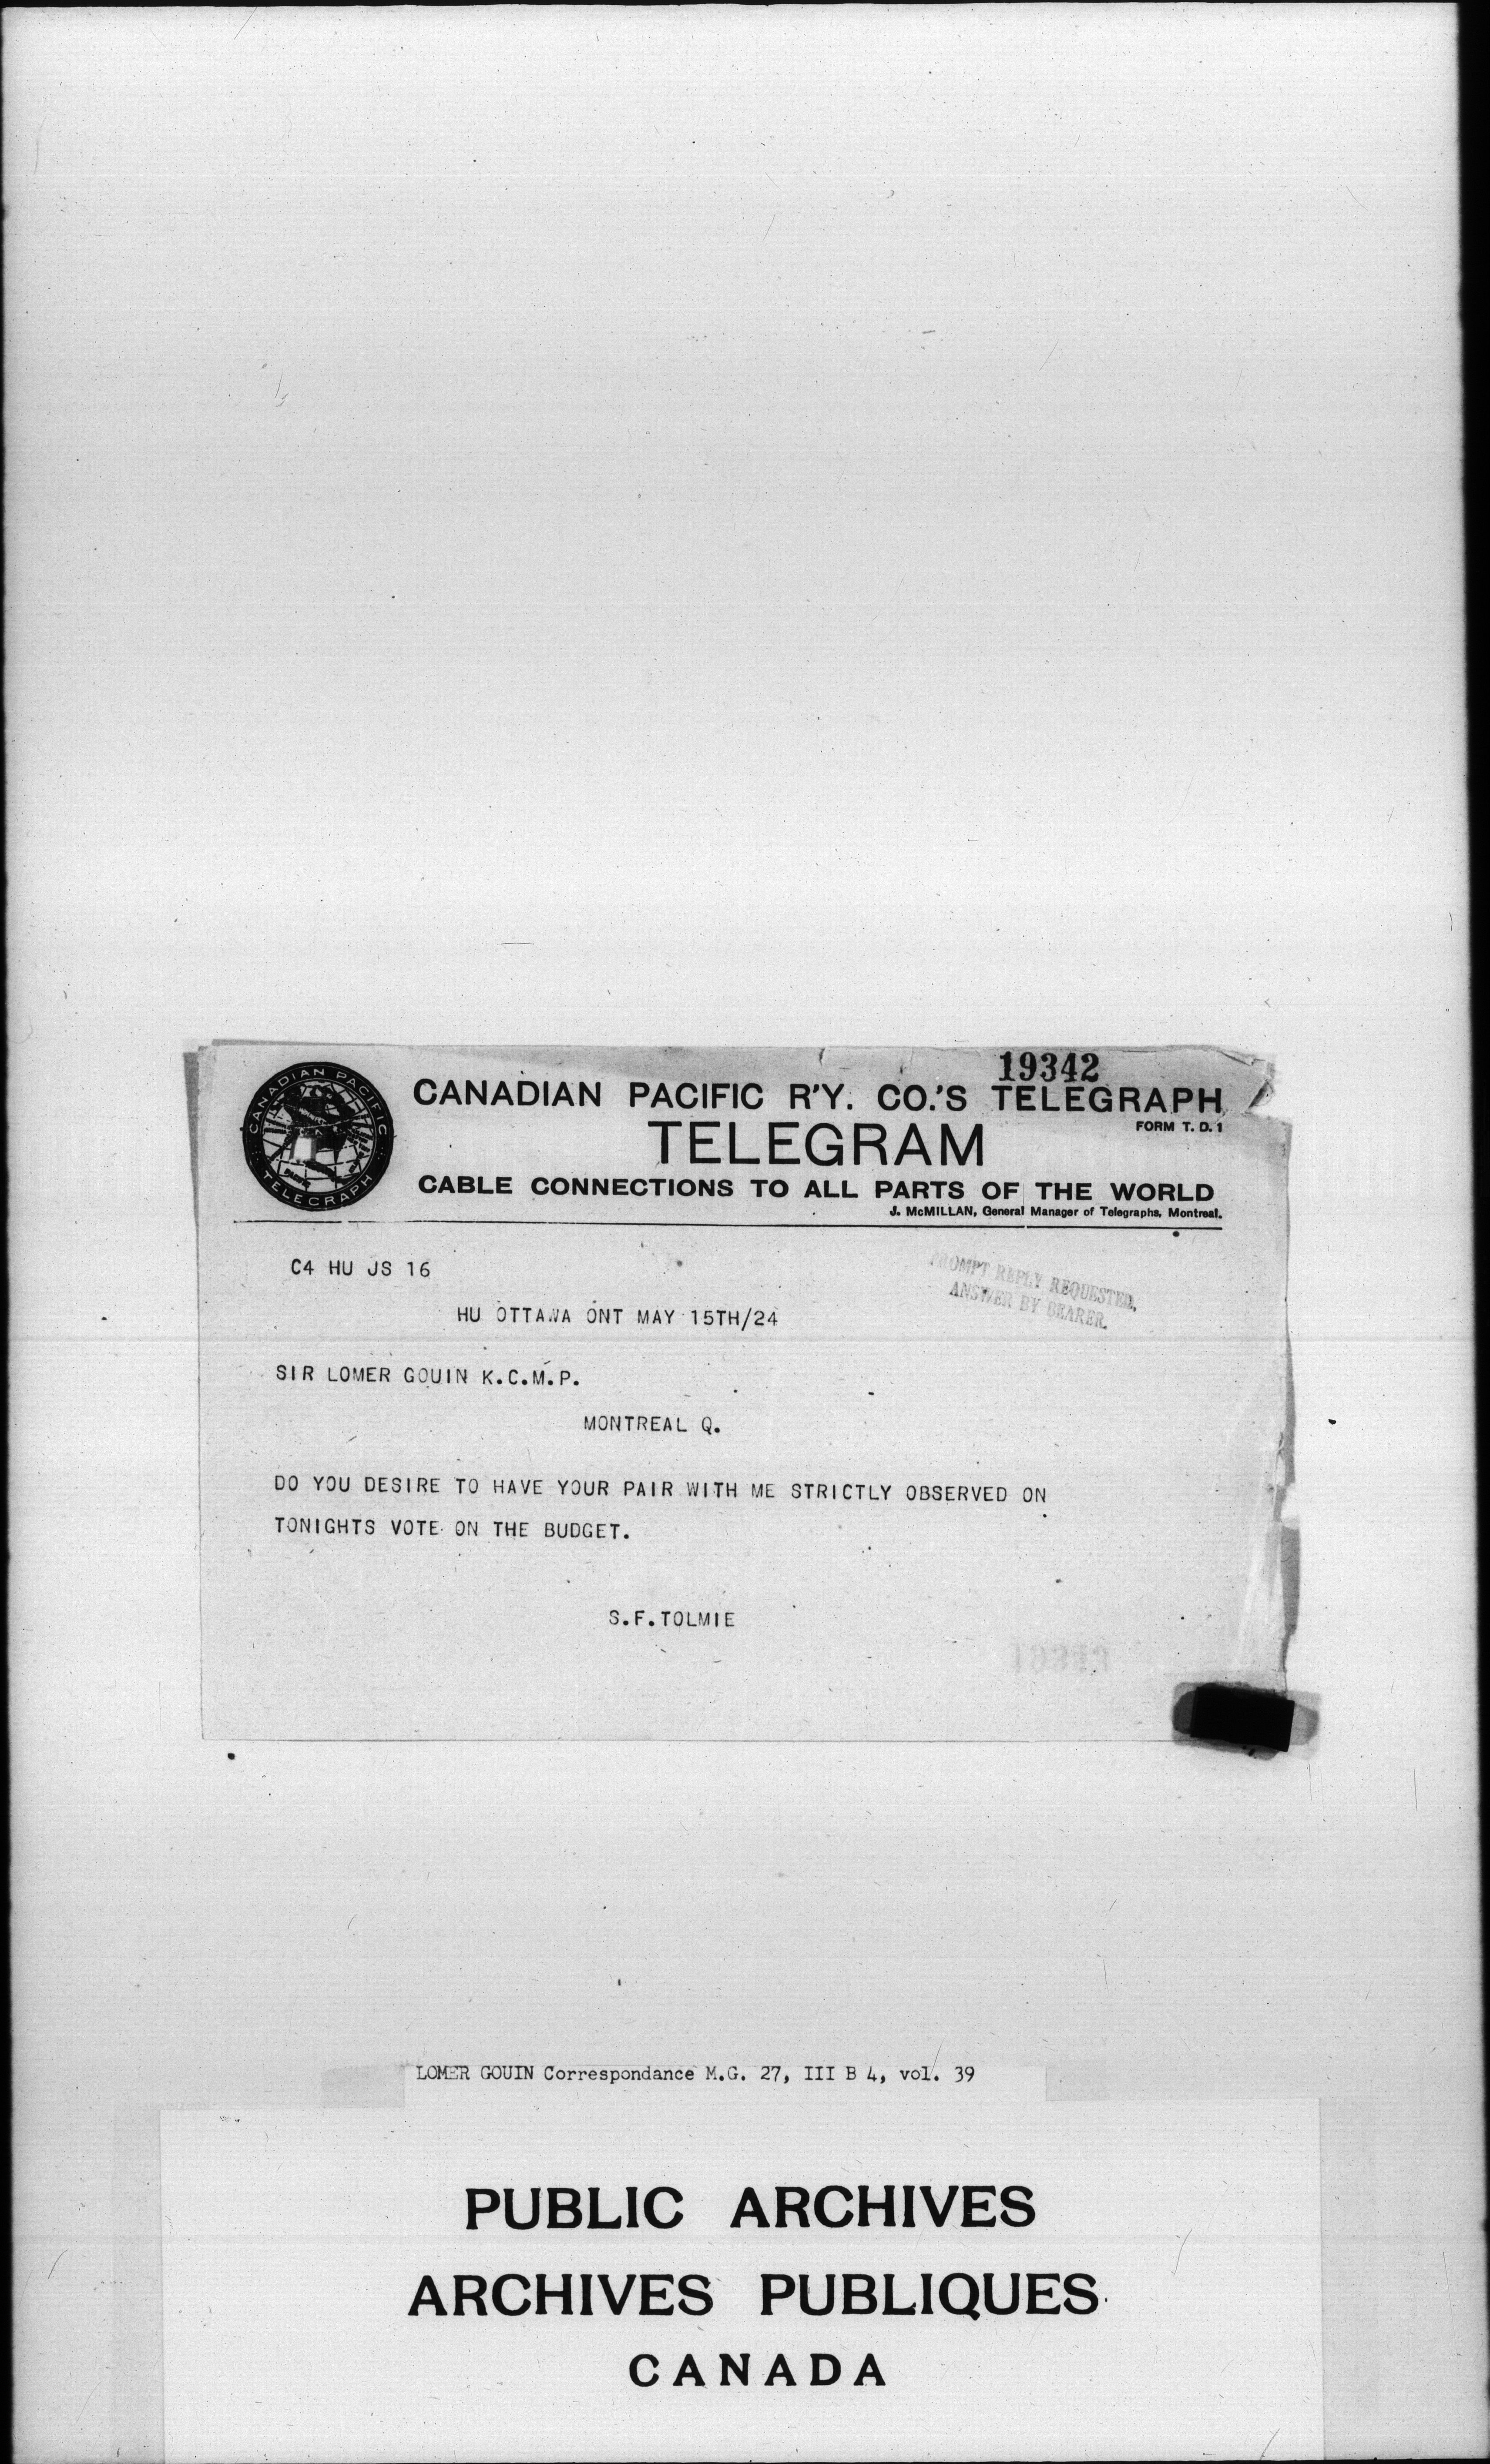 19342
CANADIAN PACIFIC
TELEGRAPH
CANADIAN PACIFIC R'Y. CO.'S TELEGRAPH
FORM T. D. 1
TELEGRAM
CABLE CONNECTIONS TO ALL PARTS OF THE WORLD
J. McMILLAN, General Manager of Telegraphs, Montreal.
C4 HU JS 16
PROMPT REPLY REQUESTED.
ANSWER BY BEARER.
HU OTTAWA ONT MAY 15TH/24
SIR LOMER GOUIN K.C.M.P.
MONTREAL Q.
DO YOU DESIRE TO HAVE YOUR PAIR WITH ME STRICTLY OBSERVED ON
TONIGHTS VOTE ON THE BUDGET.
S.F.TOLMIE
LOMER GOUIN Correspondance M.G. 27, III B 4, vol. 39
PUBLIC ARCHIVES
ARCHIVES PUBLIQUES
CANADA